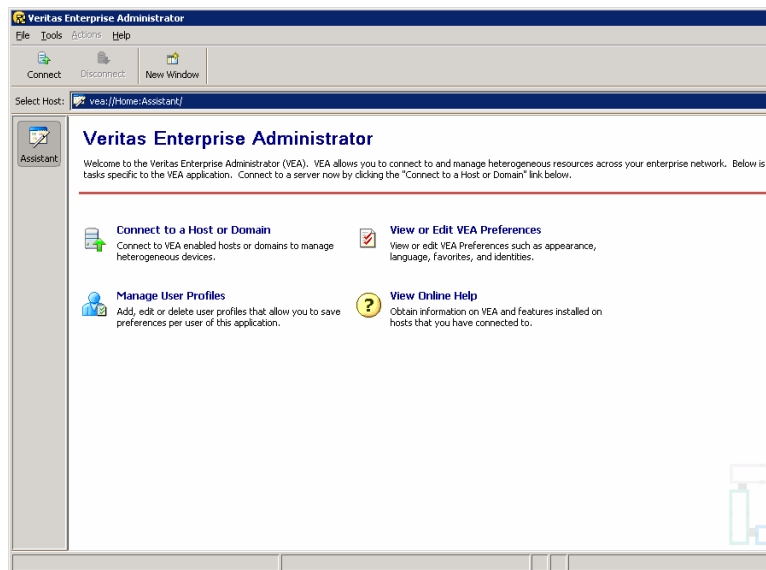 Veritas Enterprise Administrator
File Tools Actions Help
Connect Disconnect New Window
Select Host: vea://Home:Assistant/
Assistant
Veritas Enterprise Administrator
Welcome to the Veritas Enterprise Administrator (VEA). VEA allows you to connect to and manage heterogeneous resources across your enterprise network. Below is
tasks specific to the VEA application. Connect to a server now by clicking the "Connect to a Host or Domain" link below.
Connect to a Host or Domain
Connect to VEA enabled hosts or domains to manage
heterogeneous devices.
View or Edit VEA Preferences
View or edit VEA Preferences such as appearance,
language, favorites, and identities.
Manage User Profiles
Add, edit or delete user profiles that allow you to save
preferences per user of this application.
View Online Help
Obtain information on VEA and features installed on
hosts that you have connected to.